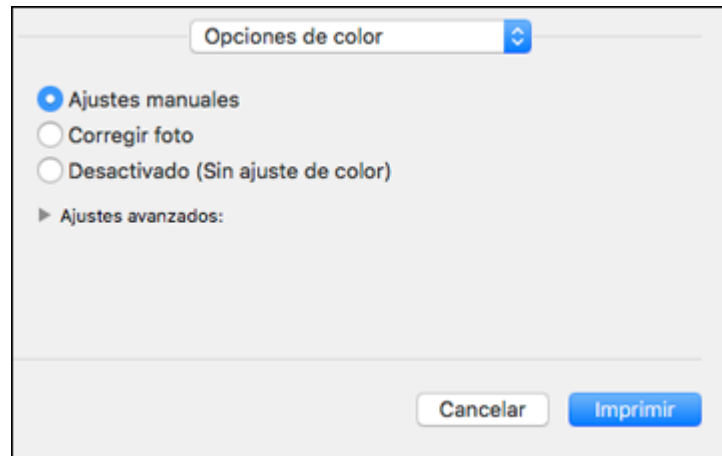 Opciones de color
Ajustes manuales
Corregir foto
Desactivado (Sin ajuste de color)
Ajustes avanzados:
Cancelar Imprimir